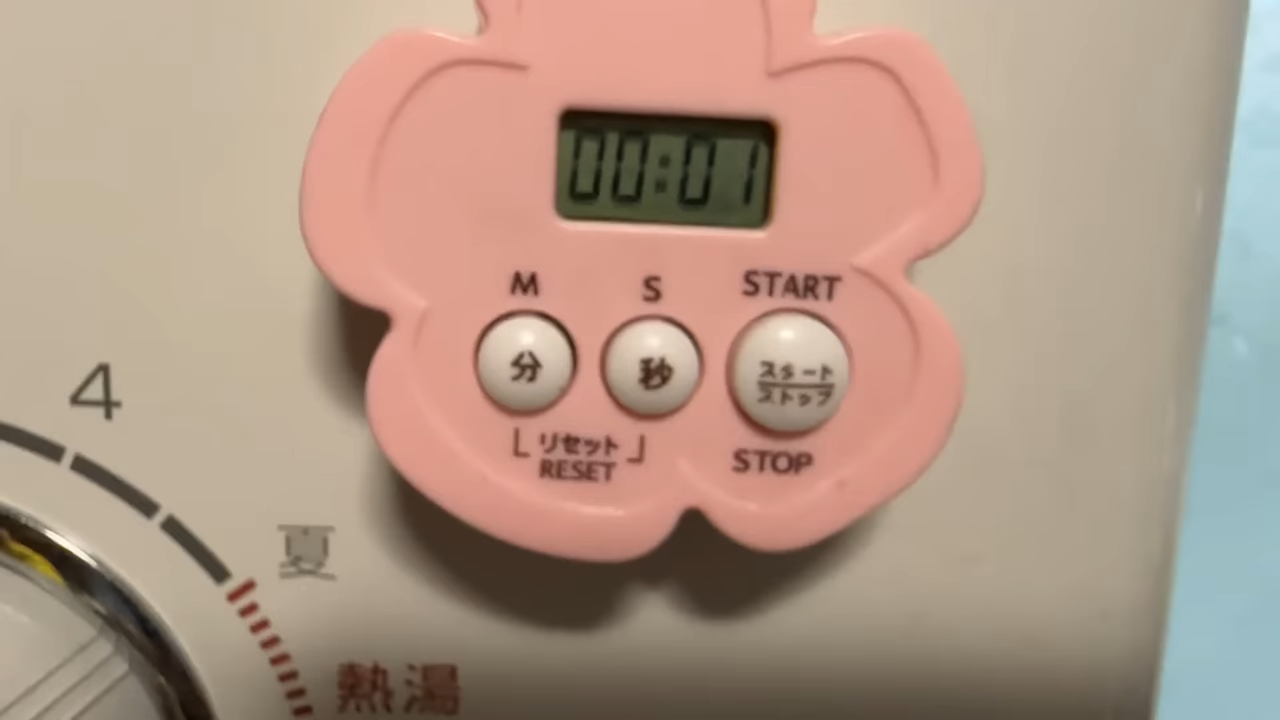 00:01
M S START
分 秒 スタート
ストップ
リセット
RESET STOP
4
夏
熱湯